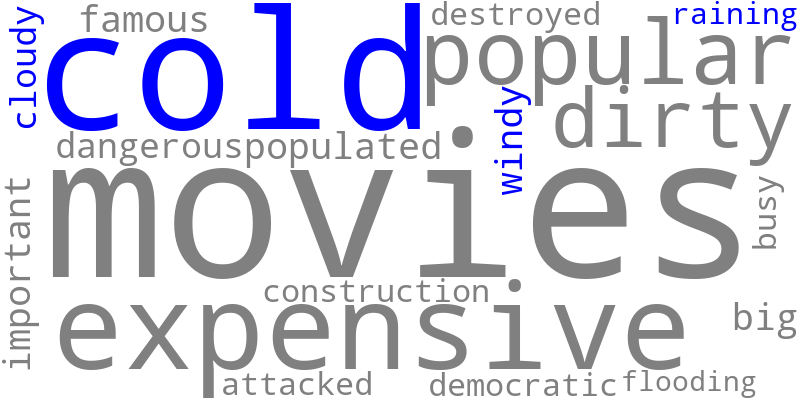 famous
destroyed
raining
cloudy
cold
popular
dirty
windy
dangerous
populated
movies
busy
important
construction
expensive
big
attacked
democratic
flooding